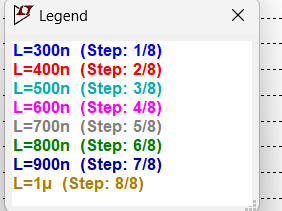 Legend
L=300n (Step: 1/8)
L=400n (Step: 2/8)
L=500n (Step: 3/8)
L=600n (Step: 4/8)
L=700n (Step: 5/8)
L=800n (Step: 6/8)
L=900n (Step: 7/8)
L=1µ (Step: 8/8)